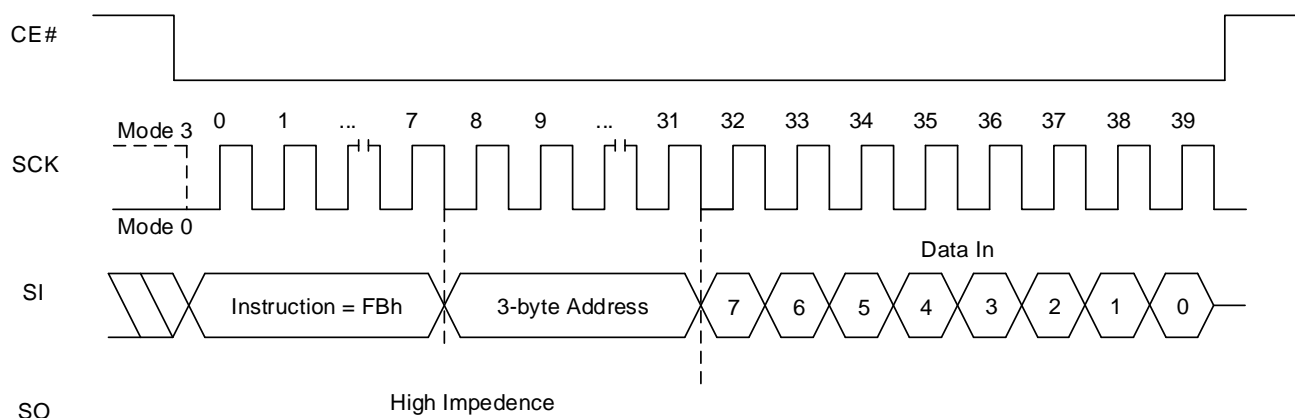 CE#
0 1 ... 7 8 9 ... 31 32 33 34 35 36 37 38 39
Mode 3
SCK
Mode 0
Data In
SI
Instruction = FBh 3-byte Address 7 6 5 4 3 2 1 0
High Impedence
SO